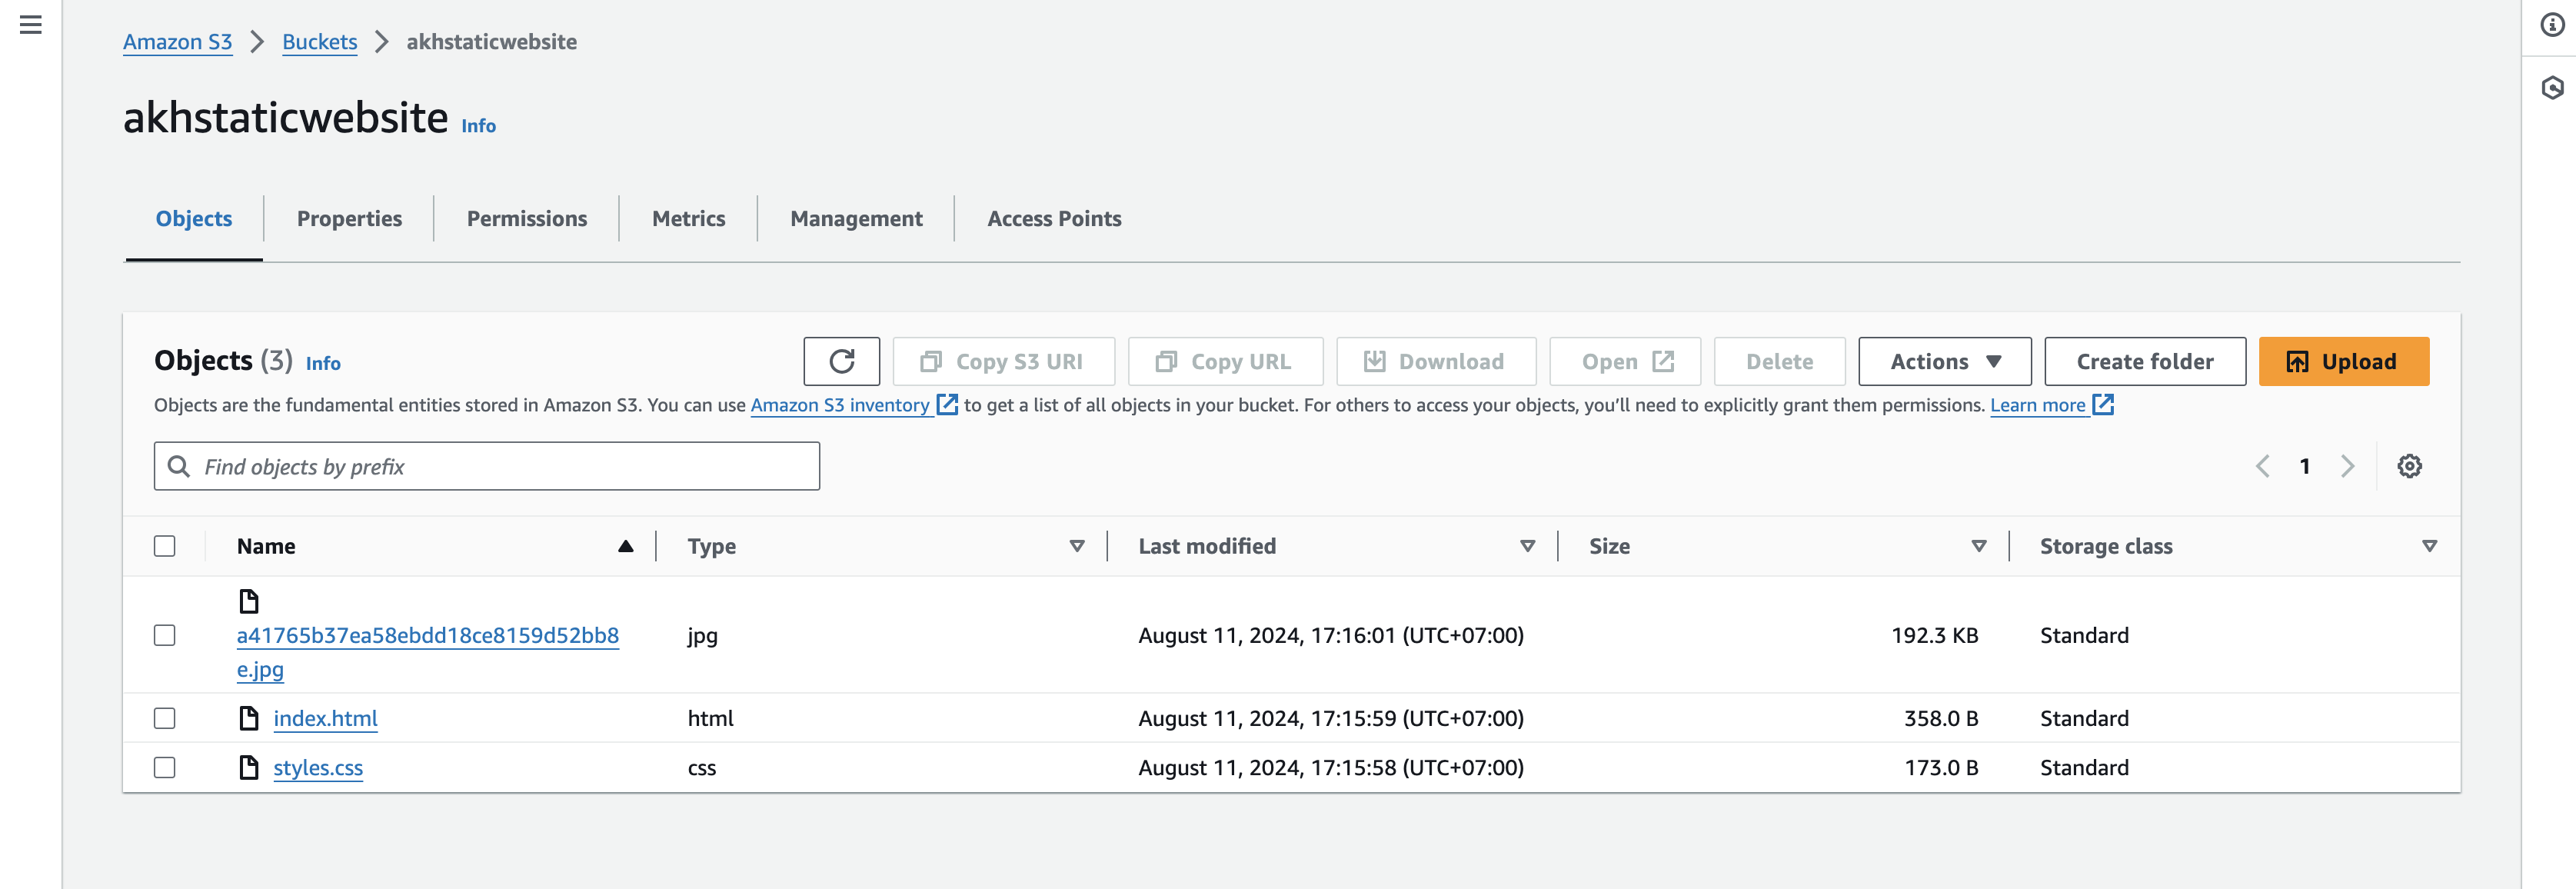 Amazon S3 > Buckets > akhstaticwebsite
akhstaticwebsite Info
Objects Properties Permissions Metrics Management Access Points
Objects (3) Info Copy S3 URI Copy URL Download Open Delete Actions Create folder Upload
Objects are the fundamental entities stored in Amazon S3. You can use Amazon S3 inventory to get a list of all objects in your bucket. For others to access your objects, you’ll need to explicitly grant them permissions. Learn more
Find objects by prefix 1
Name Type Last modified Size Storage class
a41765b37ea58ebdd18ce8159d52bb8 jpg August 11, 2024, 17:16:01 (UTC+07:00) 192.3 KB Standard
e.jpg
index.html html August 11, 2024, 17:15:59 (UTC+07:00) 358.0 B Standard
styles.css css August 11, 2024, 17:15:58 (UTC+07:00) 173.0 B Standard